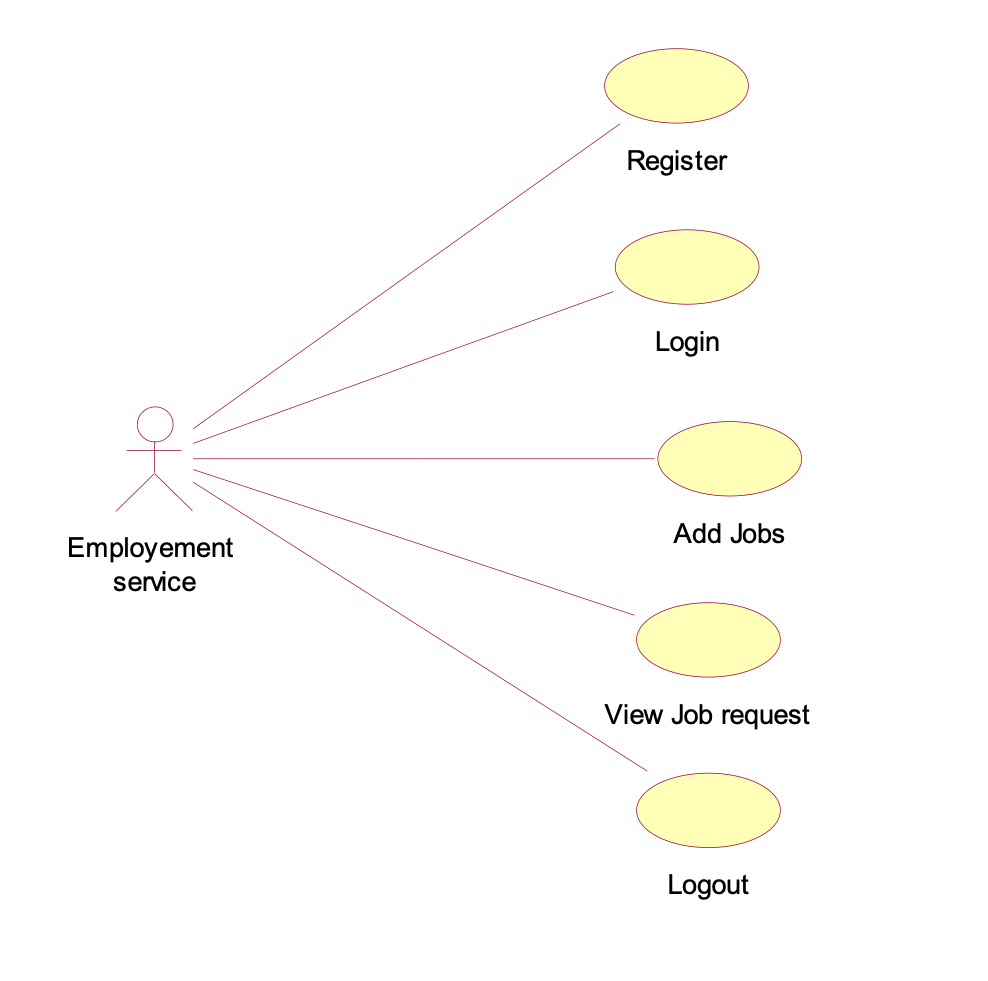 Register
Login
Employement
service
Add Jobs
View Job request
Logout